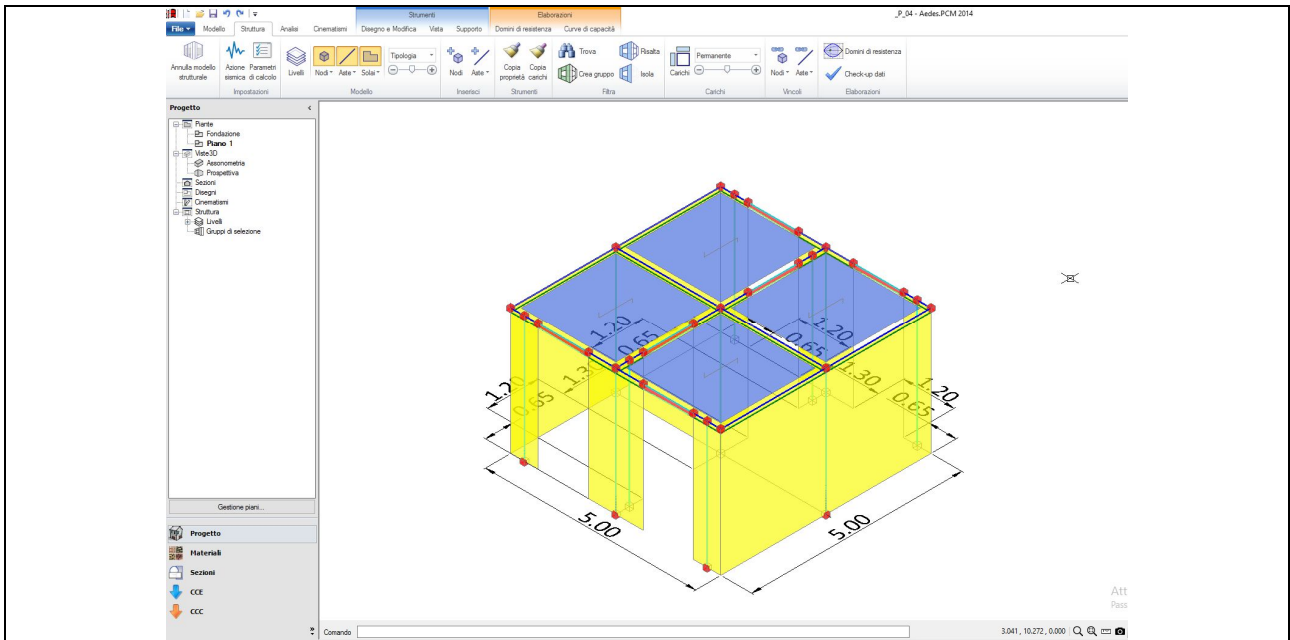 Strumenti Elaborazioni _P_04 - Aedes.PCM 2014
File Modello Struttura Analisi Cinematismi Disegno e Modifica Vista Supporto Domini di resistenza Curve di capacità
Annulla modello strutturale
Azione sismica
Parametri di calcolo
Livelli
Nodi Aste Solai
Tipologia
Nodi Aste
Copia proprietà
Copia carichi
Trova
Crea gruppo
Risalta
Isola
Carichi
Permanente
Nodi Aste
Domini di resistenza
Check-up dati
Impostazioni Modello Inserisci Strumenti Filtra Carichi Vincoli Elaborazioni
Progetto
Piante
Fondazione
Piano 1
Viste3D
Assonometria
Prospettiva
Sezioni
Disegni
Cinematismi
Struttura
Livelli
Gruppi di selezione
Gestione piani...
Progetto
Materiali
Sezioni
CCE
CCC
1.20
0.65
1.30
1.20
0.65
1.20
0.65
1.30
1.20
0.65
5.00
5.00
Att
Pass
Comando
3.041 , 10.272 , 0.000